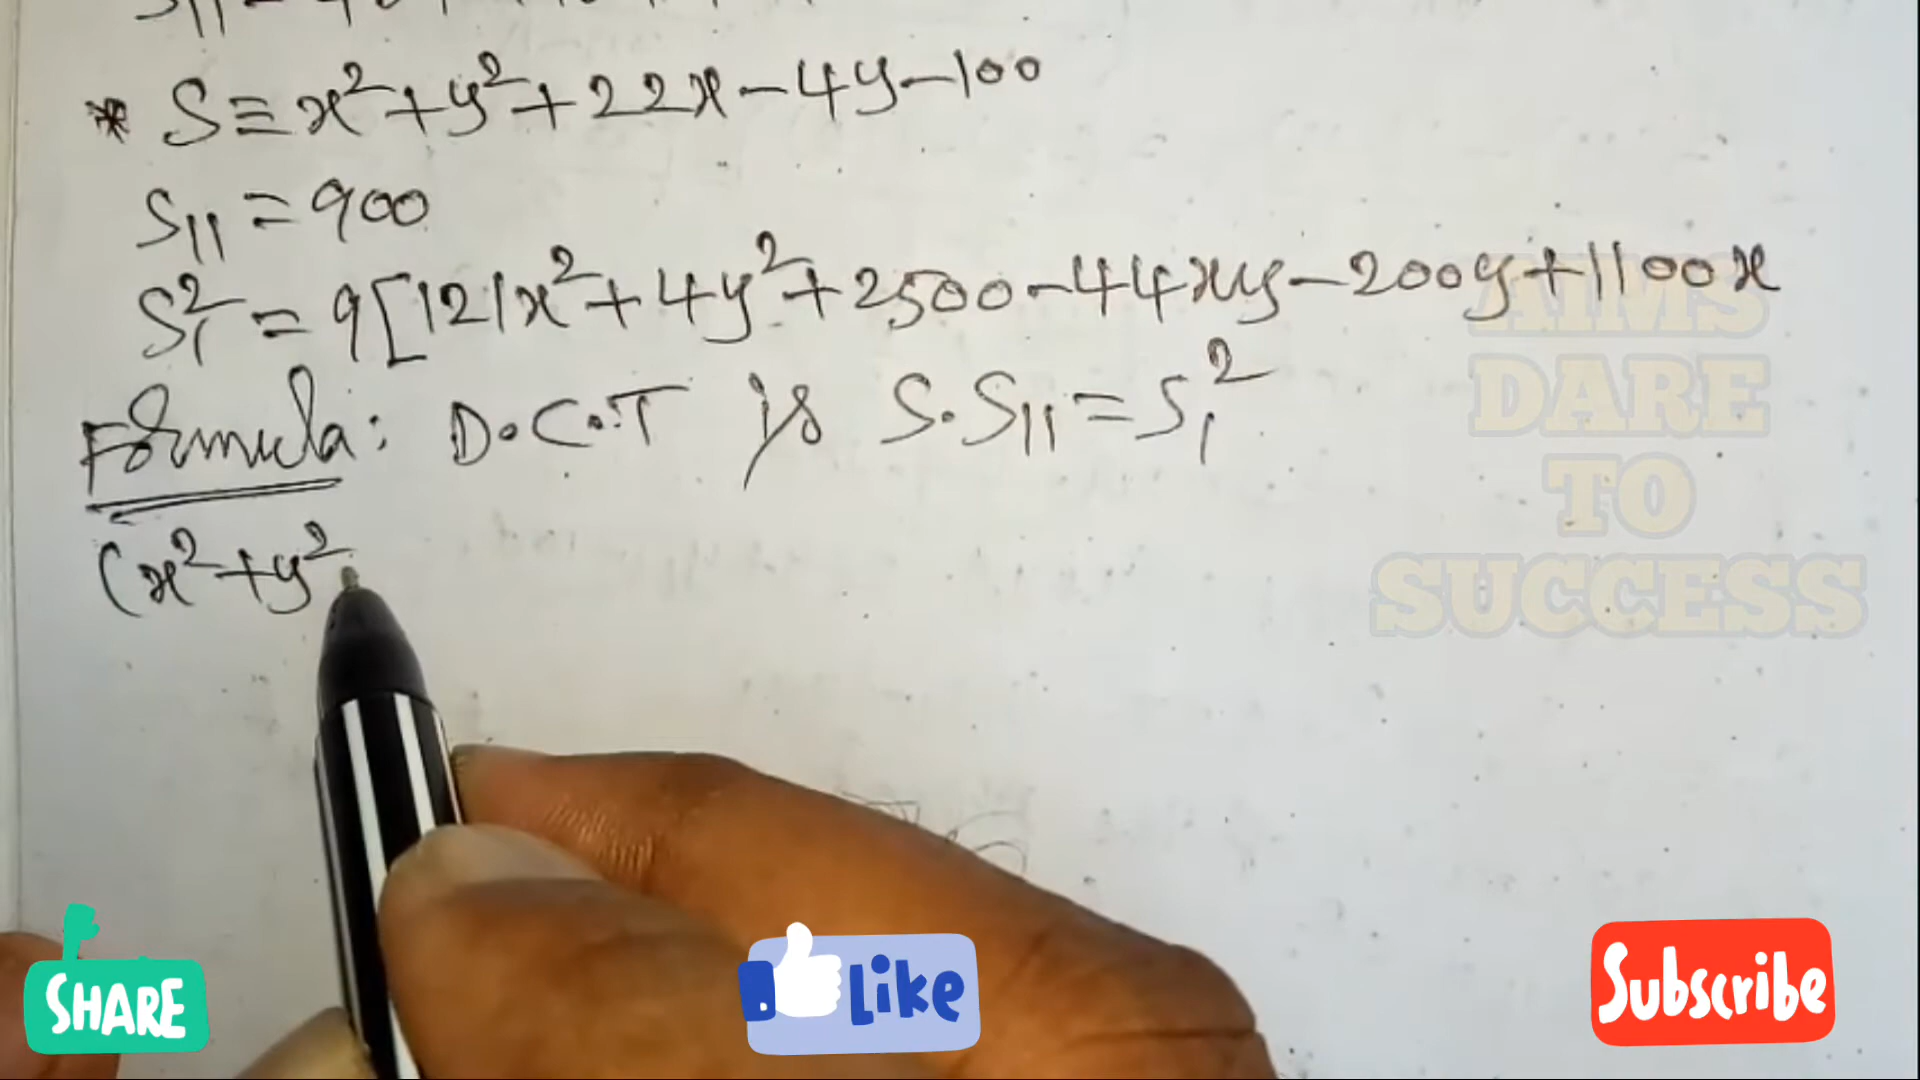 * S≡x²+y²+22x-4y-100
S₁₁=900
S₁²=9[121x²+4y²+2500-44xy-200y+1100x
Formula: D.C.T is S.S₁₁=S₁²
(x²+y²
AIMS
DARE
TO
SUCCESS
SHARE
Like
Subscribe